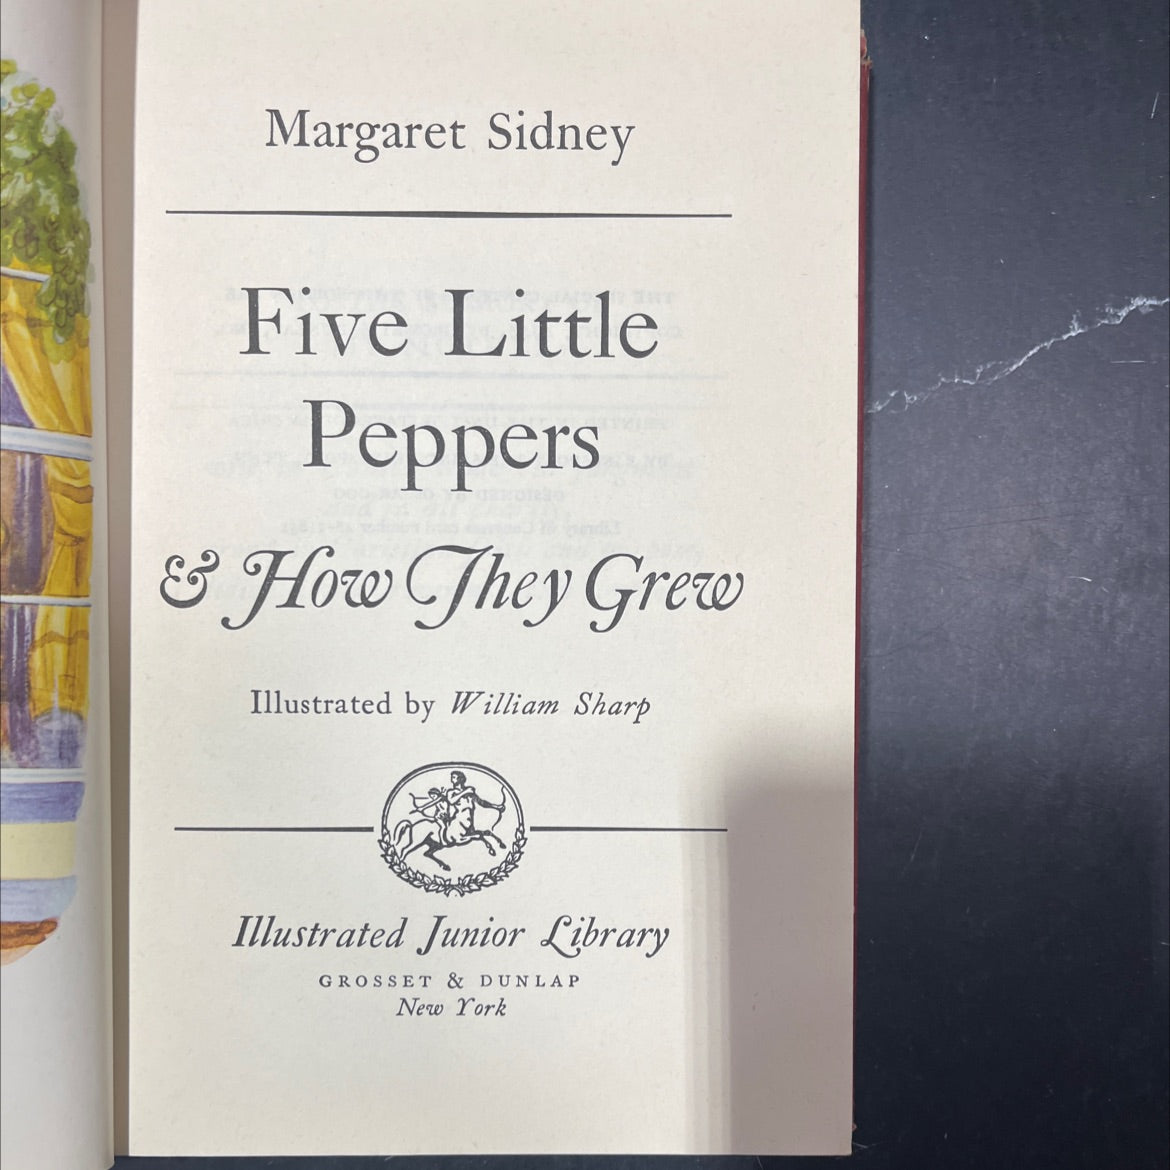 Margaret Sidney
Five Little
Peppers
& How They Grew
Illustrated by William Sharp
Illustrated Junior Library
GROSSET & DUNLAP
New York